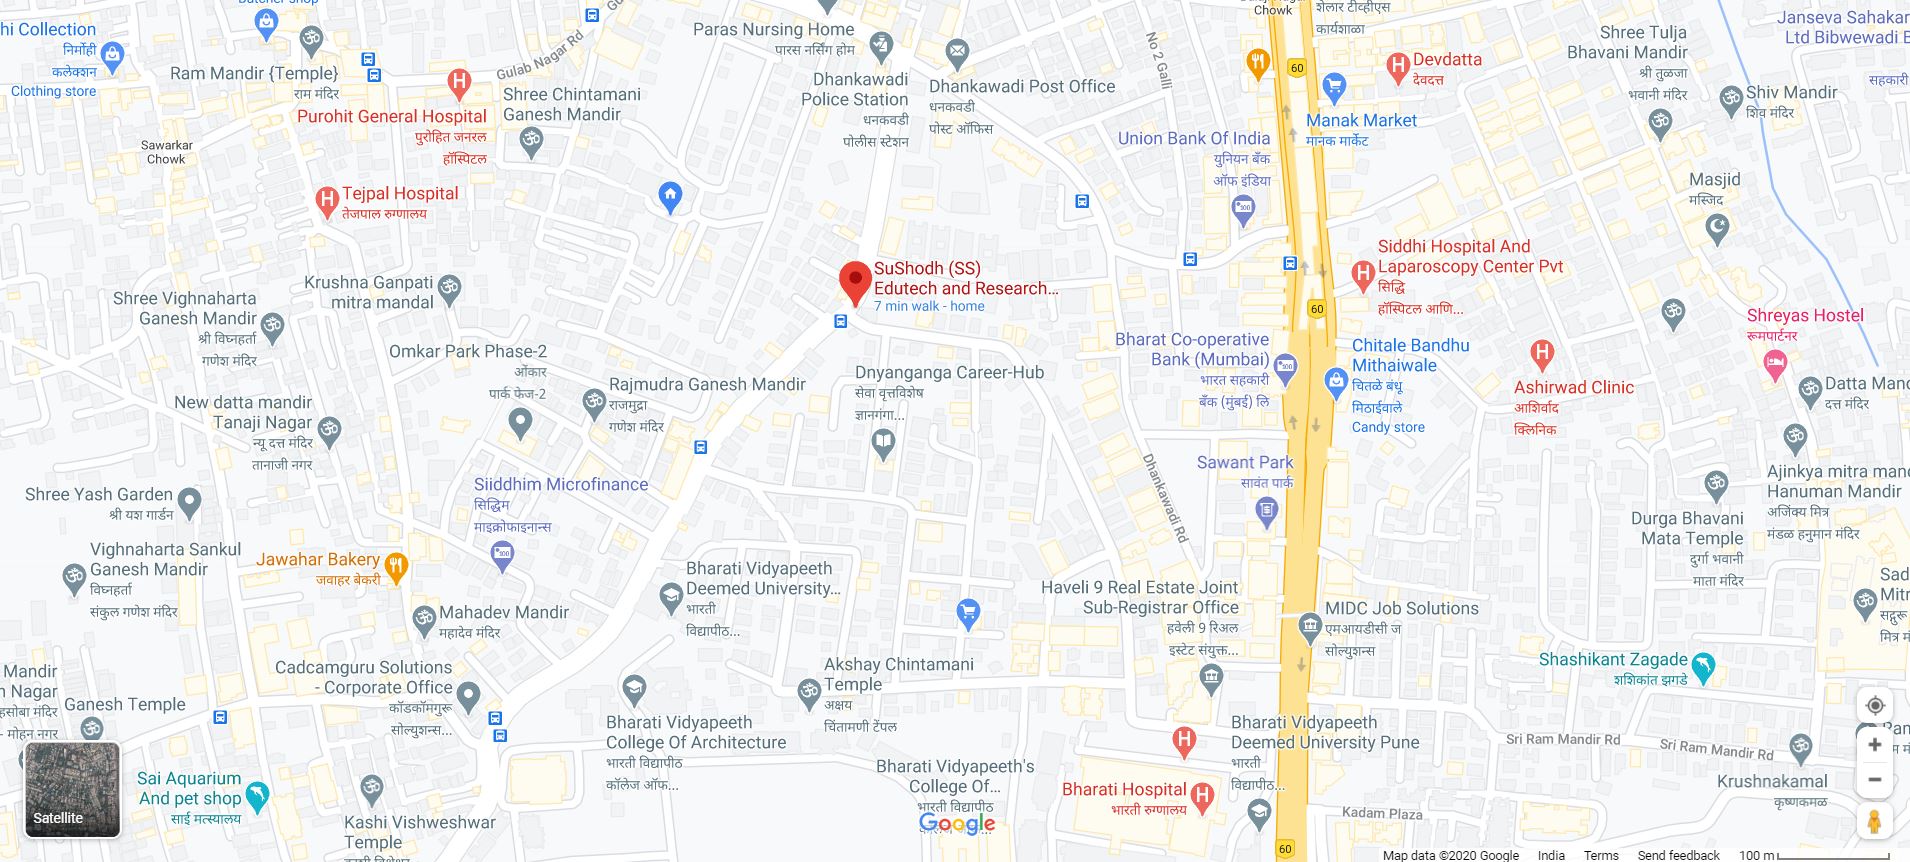 hi Collection
निर्मोही
कलेक्शन
Clothing store
Ram Mandir {Temple}
राम मंदिर
Gulab Nagar Rd
Purohit General Hospital
पुरोहित जनरल
हॉस्पिटल
Sawarkar
Chowk
Tejpal Hospital
तेजपाल रुग्णालय
Shree Chintamani
Ganesh Mandir
Paras Nursing Home
पारस नर्सिंग होम
Dhankawadi
Police Station
धनकवडी
पोलीस स्टेशन
Dhankawadi Post Office
धनकवडी
पोस्ट ऑफिस
No 2 Galli
Chowk
शेलार टीव्हीएस
कार्यशाळा
60
Devdatta
देवदत्त
Manak Market
मानक मार्केट
Union Bank Of India
युनियन बँक
ऑफ इंडिया
Shree Tulja
Bhavani Mandir
श्री तुळजा
भवानी मंदिर
Janseva Sahakar
Ltd Bibwewadi B
सहकारी
Shiv Mandir
शिव मंदिर
Masjid
मस्जिद
Siddhi Hospital And
Laparoscopy Center Pvt
सिद्धि
हॉस्पिटल आणि...
60
SuShodh (SS)
Edutech and Research...
7 min walk - home
Krushna Ganpati
mitra mandal
Shree Vighnaharta
Ganesh Mandir
श्री विघ्नहर्ता
गणेश मंदिर
Omkar Park Phase-2
ओंकार
पार्क फेज-2
Rajmudra Ganesh Mandir
राजमुद्रा
गणेश मंदिर
Dnyanganga Career-Hub
सेवा वृत्तविशेष
ज्ञानगंगा...
Bharat Co-operative
Bank (Mumbai)
भारत सहकारी
बँक (मुंबई) लि
Chitale Bandhu
Mithaiwale
चितळे बंधू
मिठाईवाले
Candy store
Ashirwad Clinic
आशिर्वाद
क्लिनिक
Shreyas Hostel
रूमपार्टनर
Datta Mand
दत्त मंदिर
New datta mandir
Tanaji Nagar
न्यू दत्त मंदिर
तानाजी नगर
Shree Yash Garden
श्री यश गार्डन
Siiddhim Microfinance
सिद्धिम
माइक्रोफाइनान्स
Dhankawadi Rd
Sawant Park
सावंत पार्क
Ajinkya mitra mand
Hanuman Mandir
अजिंक्य मित्र
मंडळ हनुमान मंदिर
Durga Bhavani
Mata Temple
दुर्गा भवानी
माता मंदिर
Vighnaharta Sankul
Ganesh Mandir
विघ्नहर्ता
संकुल गणेश मंदिर
Jawahar Bakery
जवाहर बेकरी
Mahadev Mandir
महादेव मंदिर
Bharati Vidyapeeth
Deemed University...
भारती
विद्यापीठ...
Haveli 9 Real Estate Joint
Sub-Registrar Office
हवेली 9 रिअल
इस्टेट संयुक्त...
MIDC Job Solutions
एमआयडीसी ज
सोल्युशन्स
Sad
Mitr
सद्गुरू
मित्र म
Shashikant Zagade
शशिकांत झगडे
Mandir
n Nagar
हसोबा मंदिर
- मोहन नगर
Ganesh Temple
Cadcamguru Solutions
- Corporate Office
कॉडकॉमगुरू
सोल्युशन्स...
Akshay Chintamani
Temple
अक्षय
चिंतामणी टेंपल
Bharati Vidyapeeth
College Of Architecture
भारती विद्यापीठ
कॉलेज ऑफ...
Bharati Vidyapeeth's
College Of...
भारती विद्यापीठ
Bharati Vidyapeeth
Deemed University Pune
भारती
विद्यापीठ...
Bharati Hospital
भारती रुग्णालय
Sri Ram Mandir Rd
Sri Ram Mandir Rd
Krushnakamal
कृष्णकमळ
Kadam Plaza
Sai Aquarium
And pet shop
साई मत्स्यालय
Kashi Vishweshwar
Temple
Satellite
Google
60
Map data ©2020 Google India Terms Send feedback 100 m